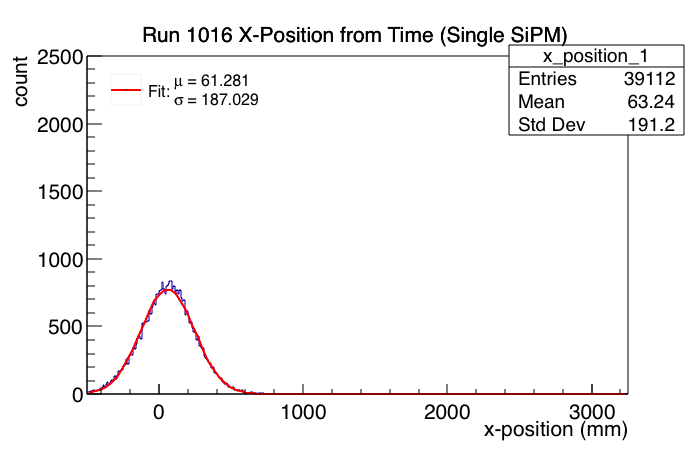 Run 1016 X-Position from Time (Single SiPM)
x_position_1
Entries 39112
Mean 63.24
Std Dev 191.2
Fit: μ = 61.281
σ = 187.029
count
2500
2000
1500
1000
500
0
0 1000 2000 3000
x-position (mm)